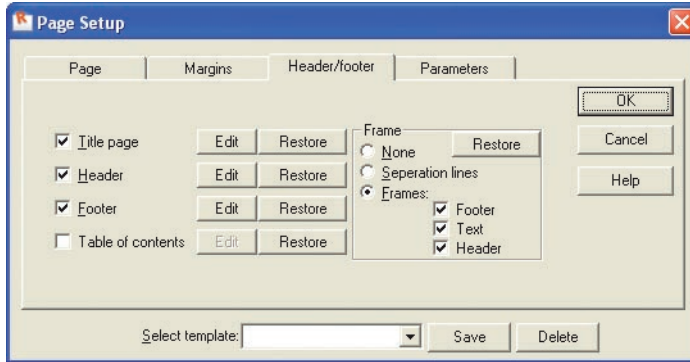 Page Setup
Page Margins Header/footer Parameters
OK
Title page Edit Restore
Frame
None Restore
Cancel
Header Edit Restore
Seperation lines
Help
Footer Edit Restore
Frames:
Footer
Table of contents Edit Restore
Text
Header
Select template: Save Delete